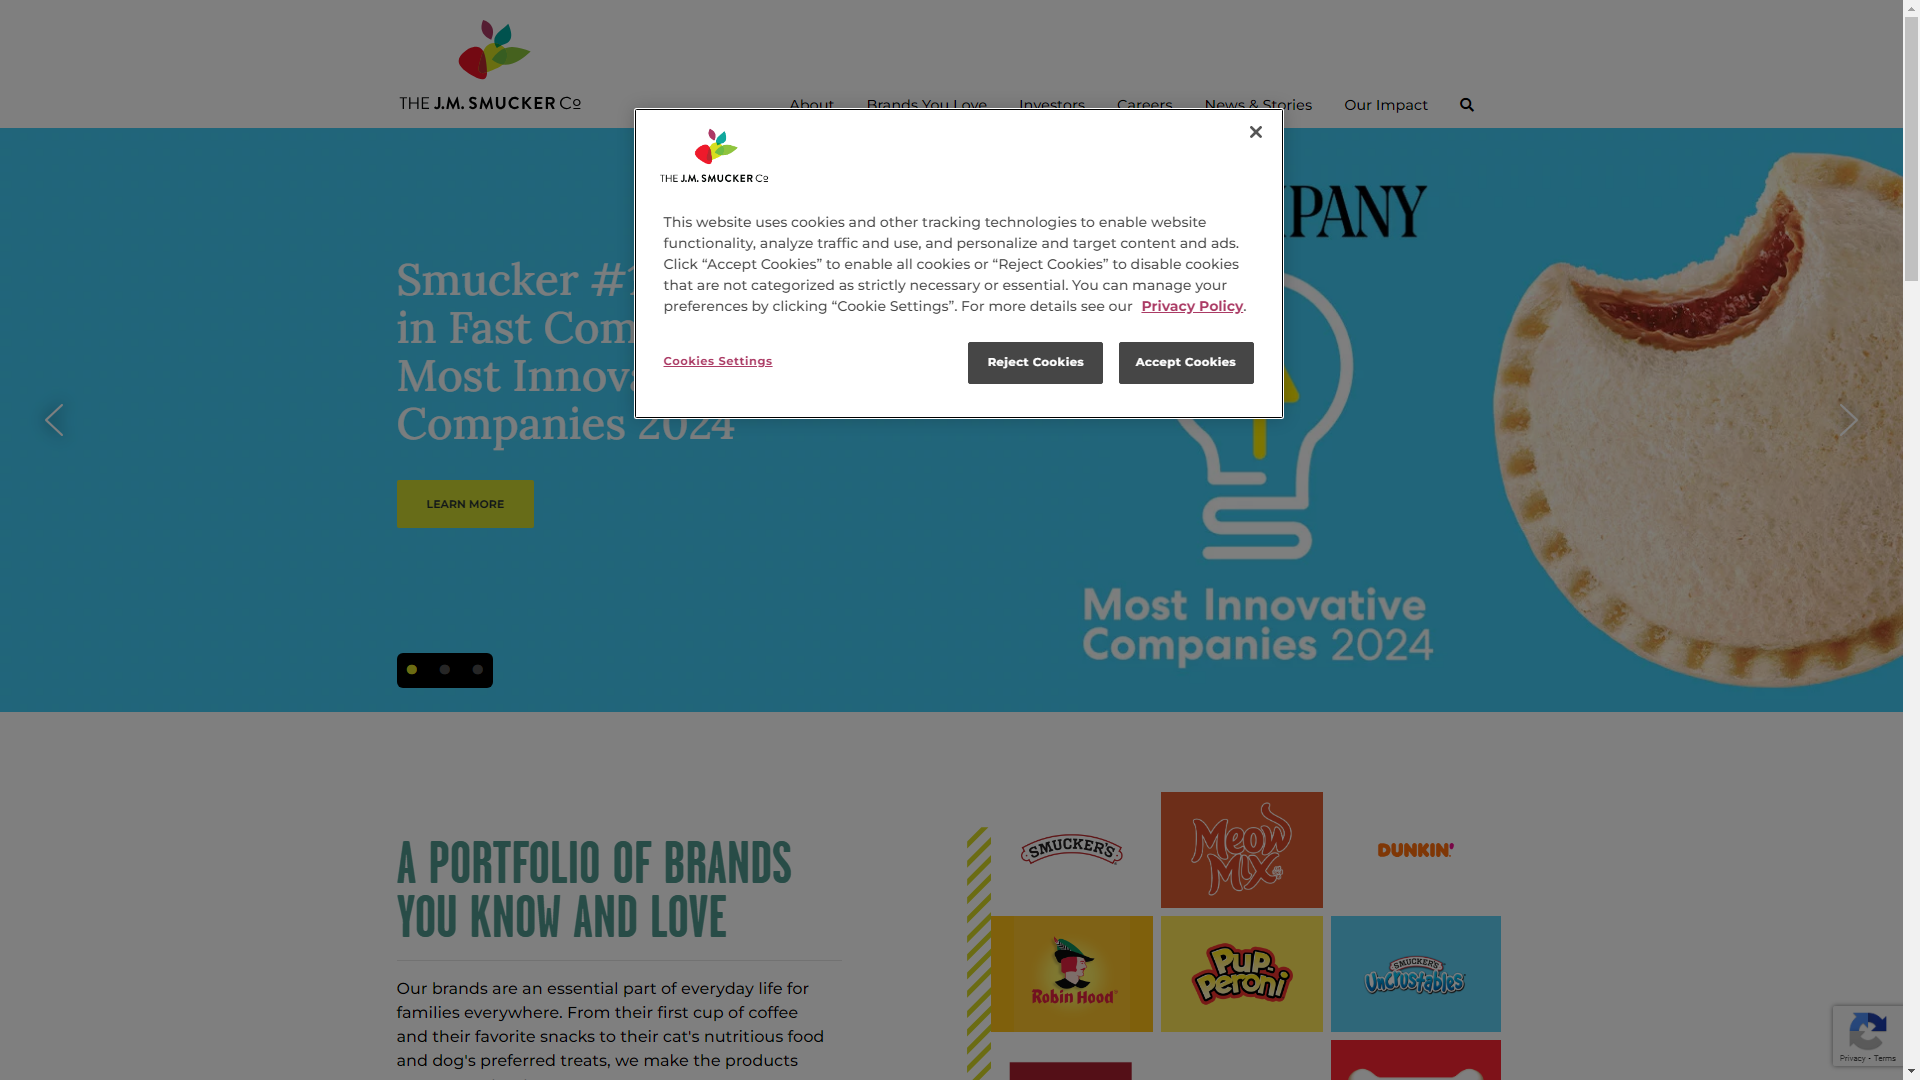 THE J.M. SMUCKER Co
About
Brands You Love
Investors
Careers
News & Stories
Our Impact
THE J.M. SMUCKER Co
This website uses cookies and other tracking technologies to enable website
functionality, analyze traffic and use, and personalize and target content and ads.
Click “Accept Cookies” to enable all cookies or “Reject Cookies” to disable cookies
that are not categorized as strictly necessary or essential. You can manage your
preferences by clicking “Cookie Settings”. For more details see our Privacy Policy.
Cookies Settings
Reject Cookies
Accept Cookies
Smucker #1
in Fast Com
Most Innova
Companies 2024
LEARN MORE
MPANY
Most Innovative
Companies 2024
A PORTFOLIO OF BRANDS
YOU KNOW AND LOVE
Our brands are an essential part of everyday life for
families everywhere. From their first cup of coffee
and their favorite snacks to their cat's nutritious food
and dog's preferred treats, we make the products
SMUCKER'S
Meow
Mix
DUNKIN'
Robin Hood
Pup-
Peroni
SMUCKER'S
Uncrustables
Privacy - Terms